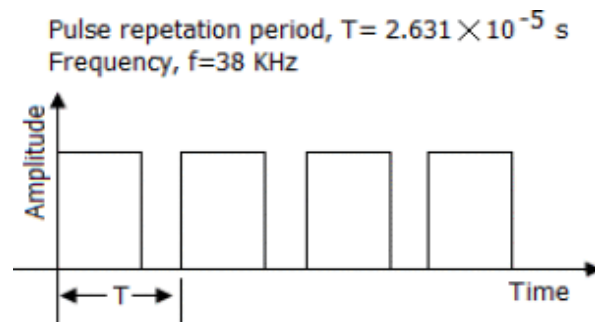 Pulse repetation period, T= 2.631×10⁻⁵ s
Frequency, f=38 KHz
Amplitude
T
Time